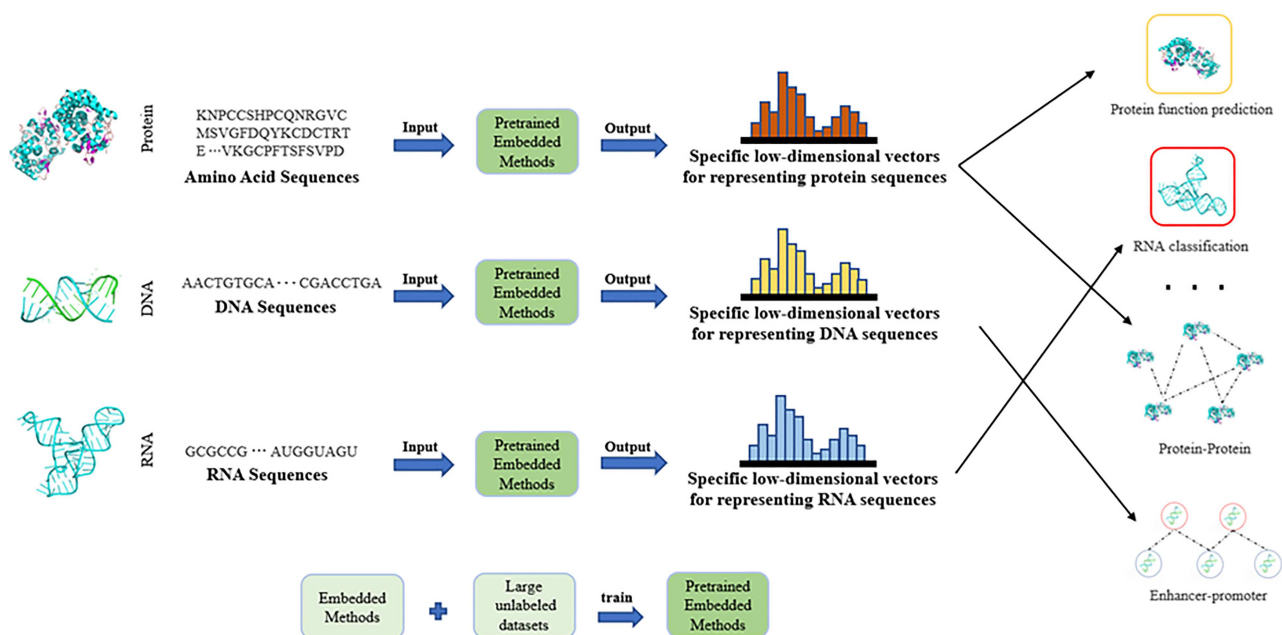 Protein
KNPCCSHPCQNRGVC
MSVGFDQYKCDCTRT
E ··· VKGCPFTSFSVPD
Amino Acid Sequences
Input
Pretrained
Embedded
Methods
Output
Specific low-dimensional vectors
for representing protein sequences
Protein function prediction
RNA classification
· · ·
DNA
AACTGTGCA ··· CGACCTGA
DNA Sequences
Input
Pretrained
Embedded
Methods
Output
Specific low-dimensional vectors
for representing DNA sequences
Protein-Protein
RNA
GCGCCG ··· AUGGUAGU
RNA Sequences
Input
Pretrained
Embedded
Methods
Output
Specific low-dimensional vectors
for representing RNA sequences
Enhancer-promoter
Embedded
Methods
Large
unlabeled
datasets
train
Pretrained
Embedded
Methods